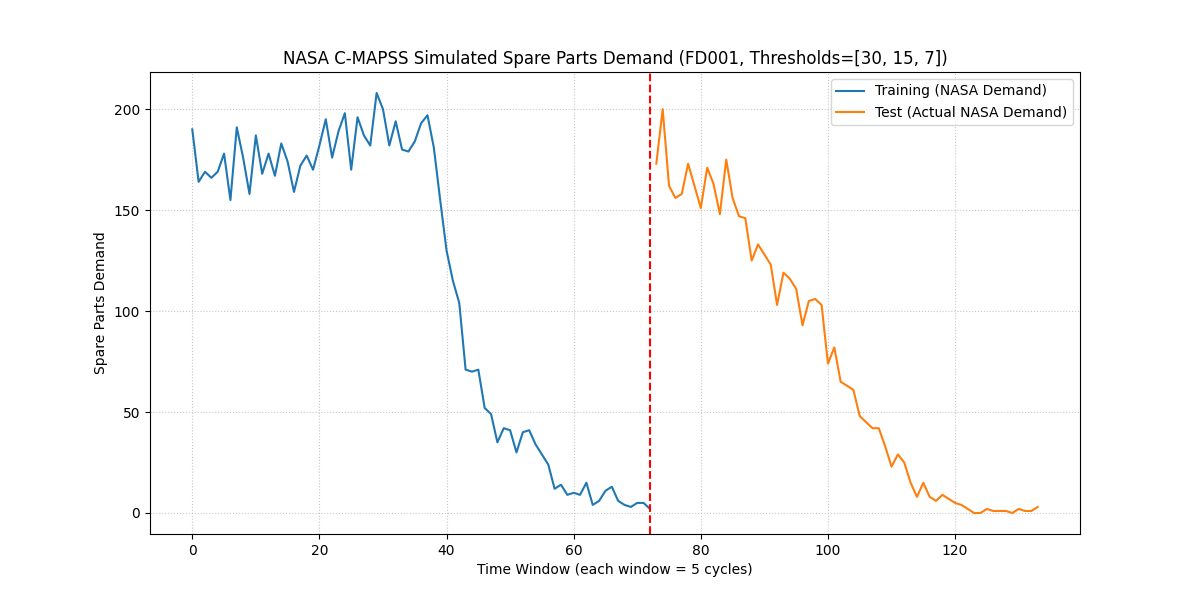 NASA C-MAPSS Simulated Spare Parts Demand (FD001, Thresholds=[30, 15, 7])
Training (NASA Demand)
Test (Actual NASA Demand)
Spare Parts Demand
200
150
100
50
0
0 20 40 60 80 100 120
Time Window (each window = 5 cycles)